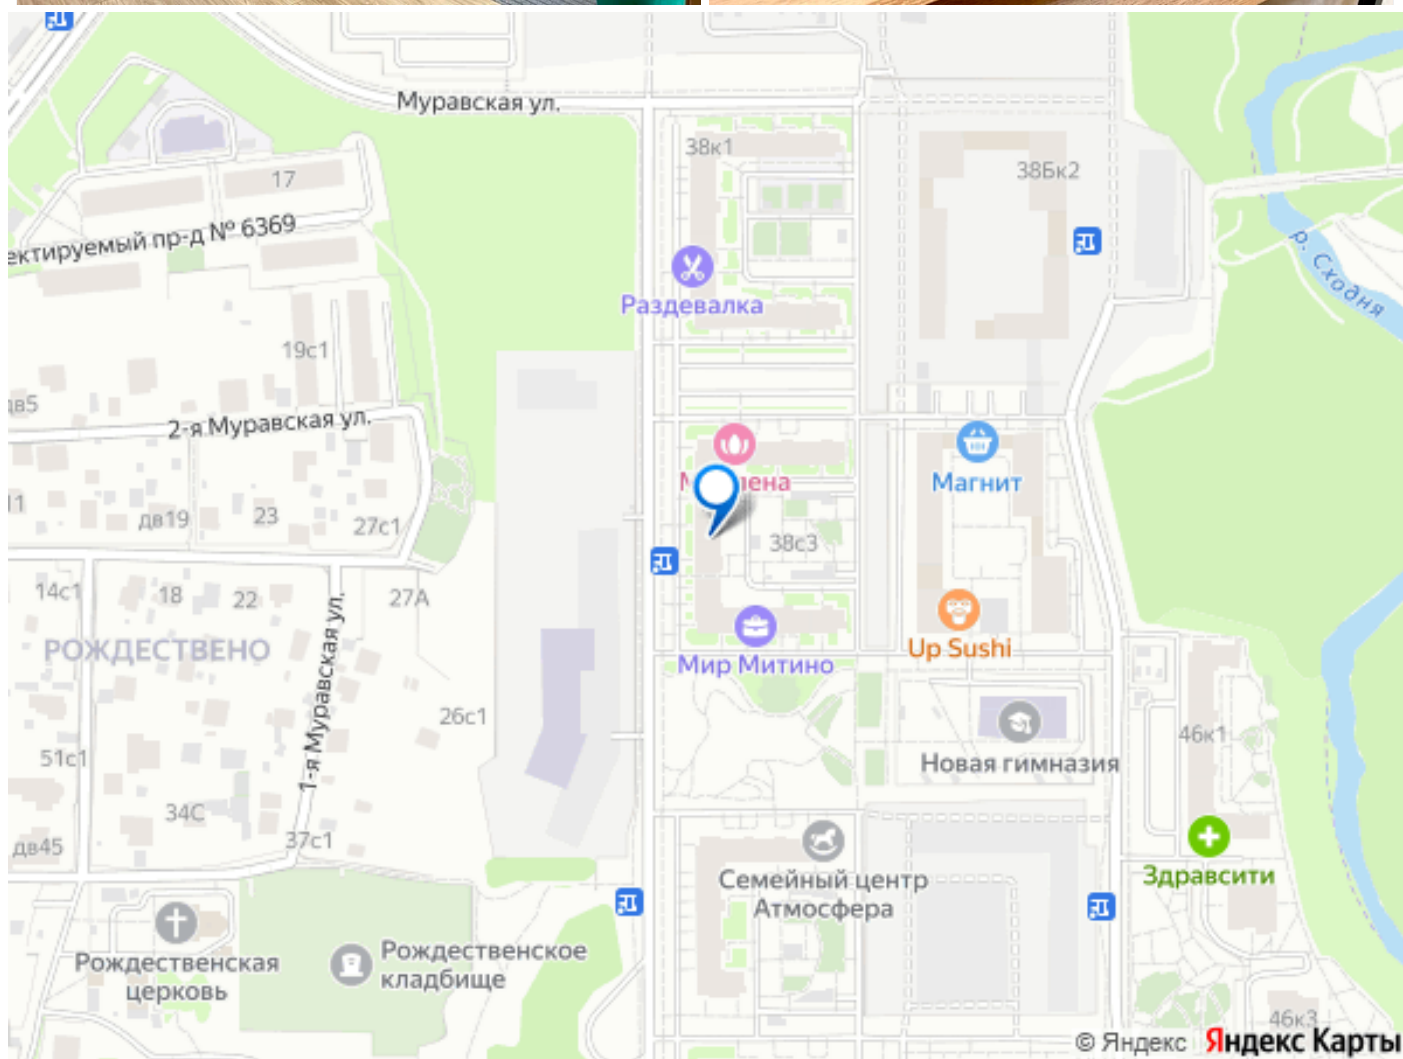 Муравская ул.
38к1
38Бк2
17
ектируемый пр-д № 6369
р. Сходня
Раздевалка
19с1
дв5
2-я Муравская ул.
Магнит
11
дв19
23
27с1
38с3
14с1
18
22
27А
РОЖДЕСТВЕНО
Up Sushi
Мир Митино
1-я Муравская ул.
26с1
46к1
51с1
Новая гимназия
34С
37с1
дв45
Семейный центр
Атмосфера
Здравсити
Рождественская
церковь
Рождественское
кладбище
46к3
© Яндекс Яндекс Карты